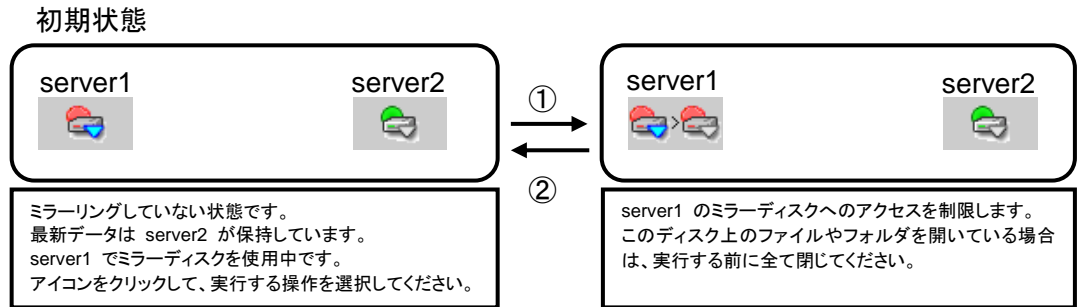 初期状態
server1
server2
①
②
server1
server2
ミラーリングしていない状態です。
最新データは server2 が保持しています。
server1 でミラーディスクを使用中です。
アイコンをクリックして、実行する操作を選択してください。
server1 のミラーディスクへのアクセスを制限します。
このディスク上のファイルやフォルダを開いている場合
は、実行する前に全て閉じてください。